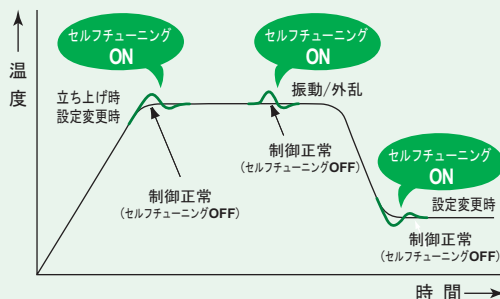 セルフチューニング
ON
セルフチューニング
ON
温度
立ち上げ時
設定変更時
振動/外乱
制御正常
(セルフチューニングOFF)
制御正常
(セルフチューニングOFF)
セルフチューニング
ON
設定変更時
制御正常
(セルフチューニングOFF)
時間